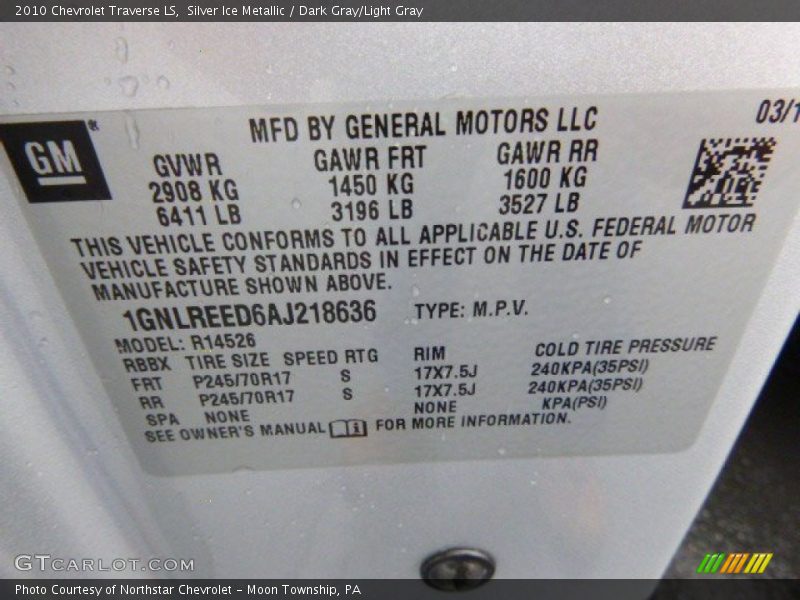 2010 Chevrolet Traverse LS,  Silver Ice Metallic / Dark Gray/Light Gray
MFD BY GENERAL MOTORS LLC 03/1
GM®
GVWR GAWR FRT GAWR RR
2908 KG 1450 KG 1600 KG
6411 LB 3196 LB 3527 LB
THIS VEHICLE CONFORMS TO ALL APPLICABLE U.S. FEDERAL MOTOR
VEHICLE SAFETY STANDARDS IN EFFECT ON THE DATE OF
MANUFACTURE SHOWN ABOVE.
1GNLREED6AJ218636 TYPE: M.P.V.
MODEL: R14526
RBBX TIRE SIZE SPEED RTG RIM COLD TIRE PRESSURE
FRT P245/70R17 S 17X7.5J 240KPA(35PSI)
RR P245/70R17 S 17X7.5J 240KPA(35PSI)
SPA NONE NONE KPA(PSI)
SEE OWNER'S MANUAL FOR MORE INFORMATION.
GTCARLOT.COM
Photo Courtesy of Northstar Chevrolet - Moon Township, PA